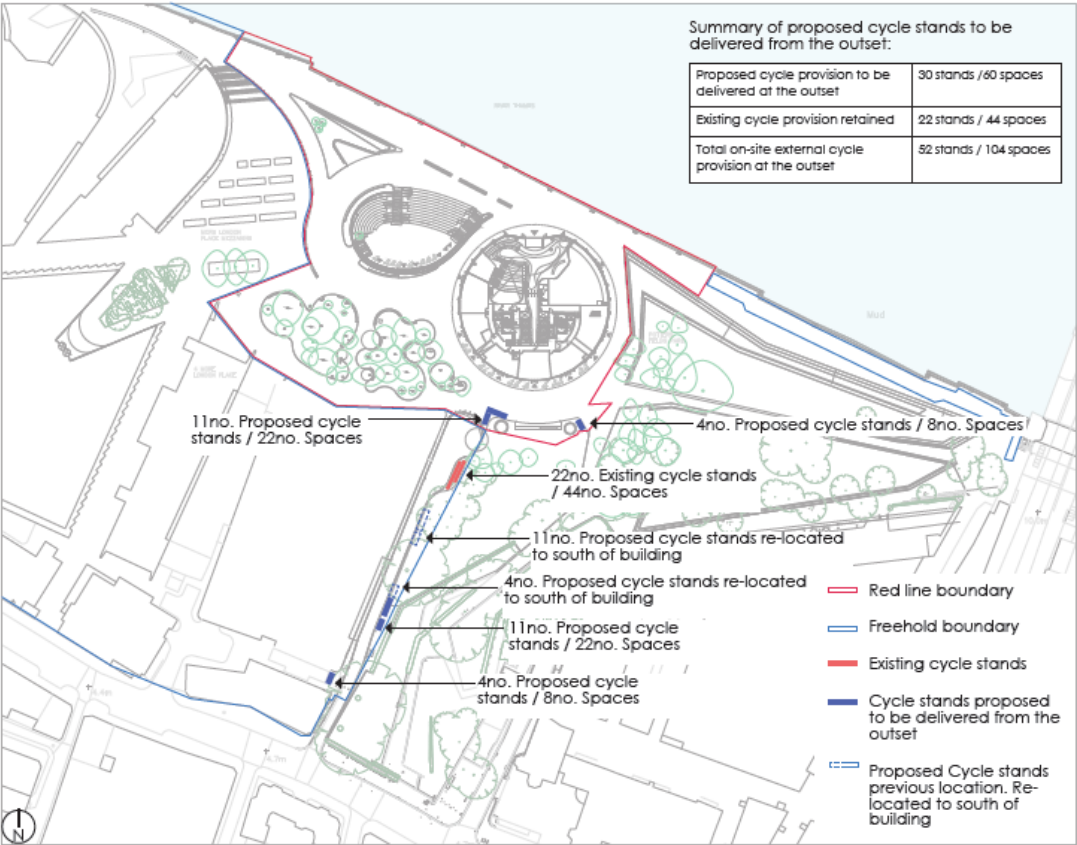 Summary of proposed cycle stands to be
delivered from the outset:
Proposed cycle provision to be
delivered at the outset
30 stands /60 spaces
Existing cycle provision retained
22 stands / 44 spaces
Total on-site external cycle
provision at the outset
52 stands / 104 spaces
Mud
11no. Proposed cycle
stands / 22no. Spaces
4no. Proposed cycle stands / 8no. Spaces
22no. Existing cycle stands
/ 44no. Spaces
11no. Proposed cycle stands re-located
to south of building
4no. Proposed cycle stands re-located
to south of building
11no. Proposed cycle
stands / 22no. Spaces
4no. Proposed cycle
stands / 8no. Spaces
4.4m
4.7m
Red line boundary
Freehold boundary
Existing cycle stands
Cycle stands proposed
to be delivered from the
outset
Proposed Cycle stands
previous location. Re-
located to south of
building
N